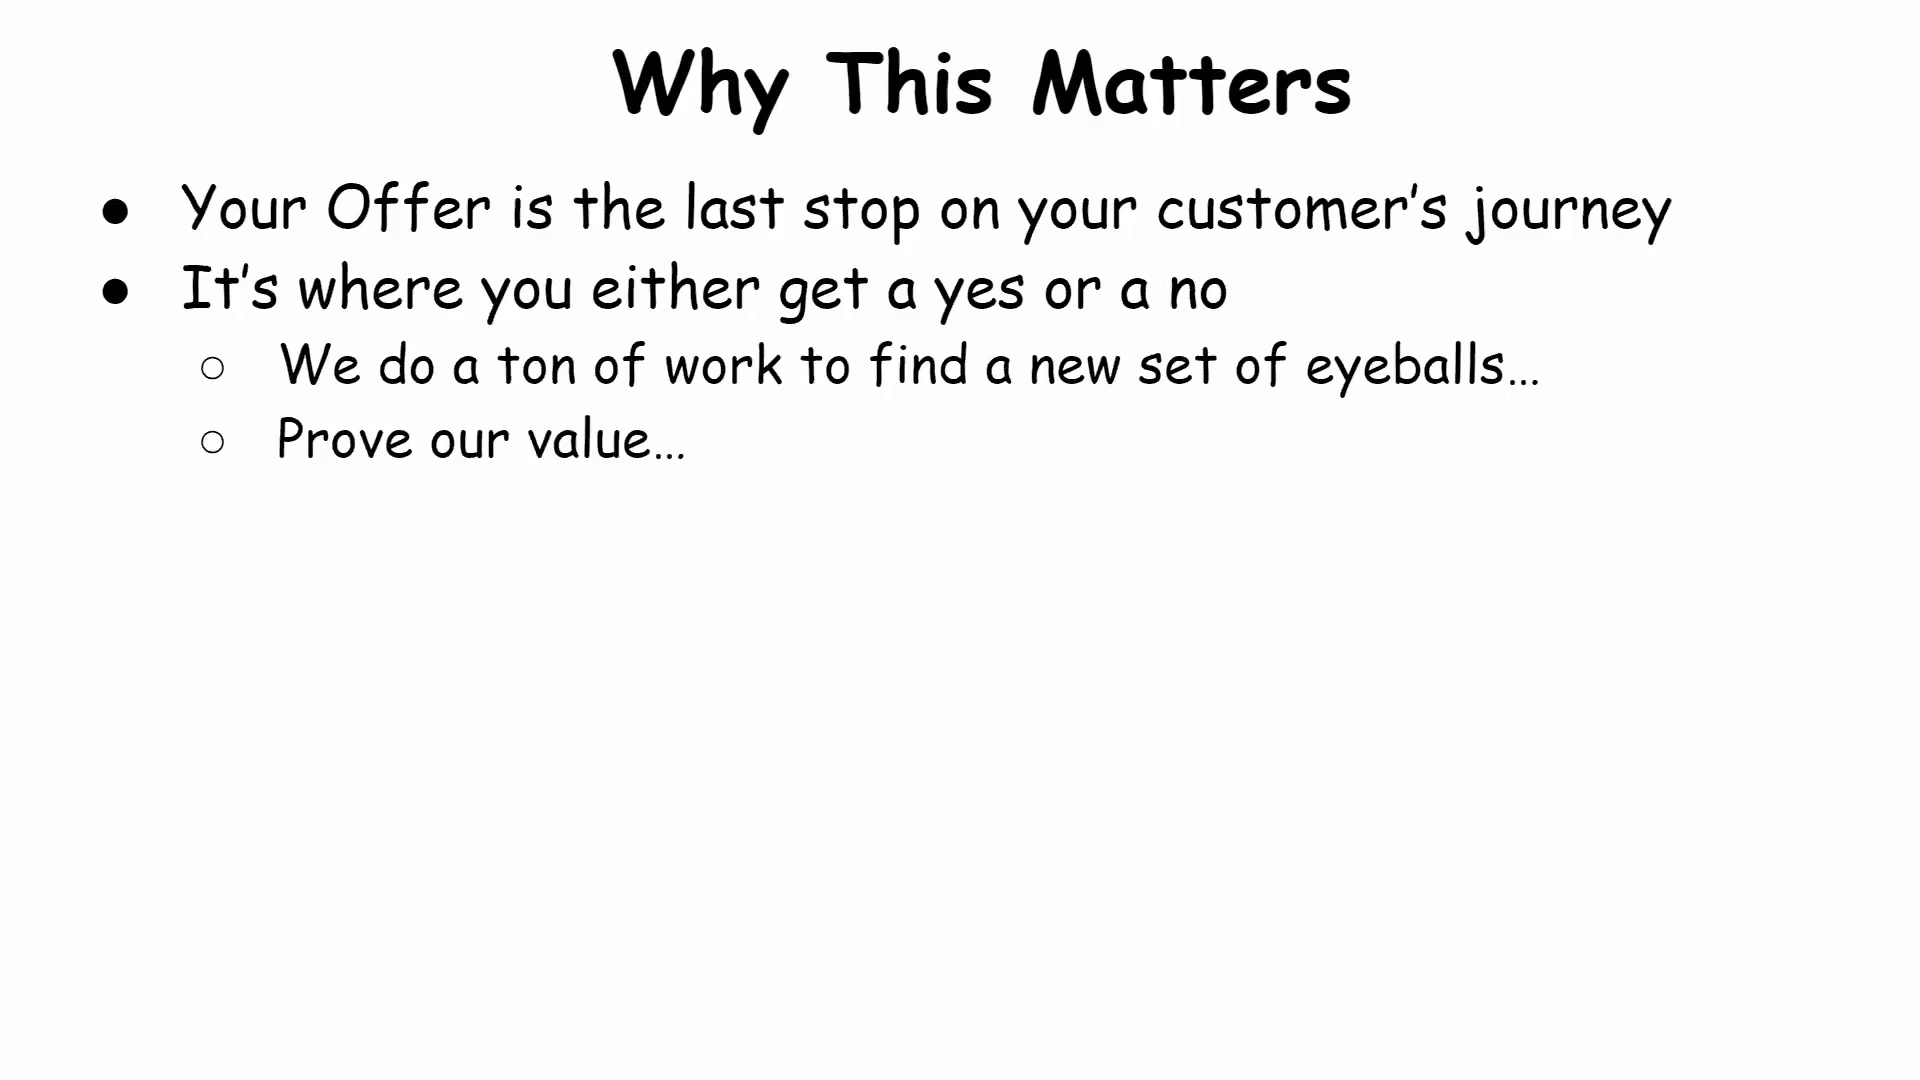 Why This Matters
● Your Offer is the last stop on your customer’s journey
● It’s where you either get a yes or a no
○ We do a ton of work to find a new set of eyeballs…
○ Prove our value…